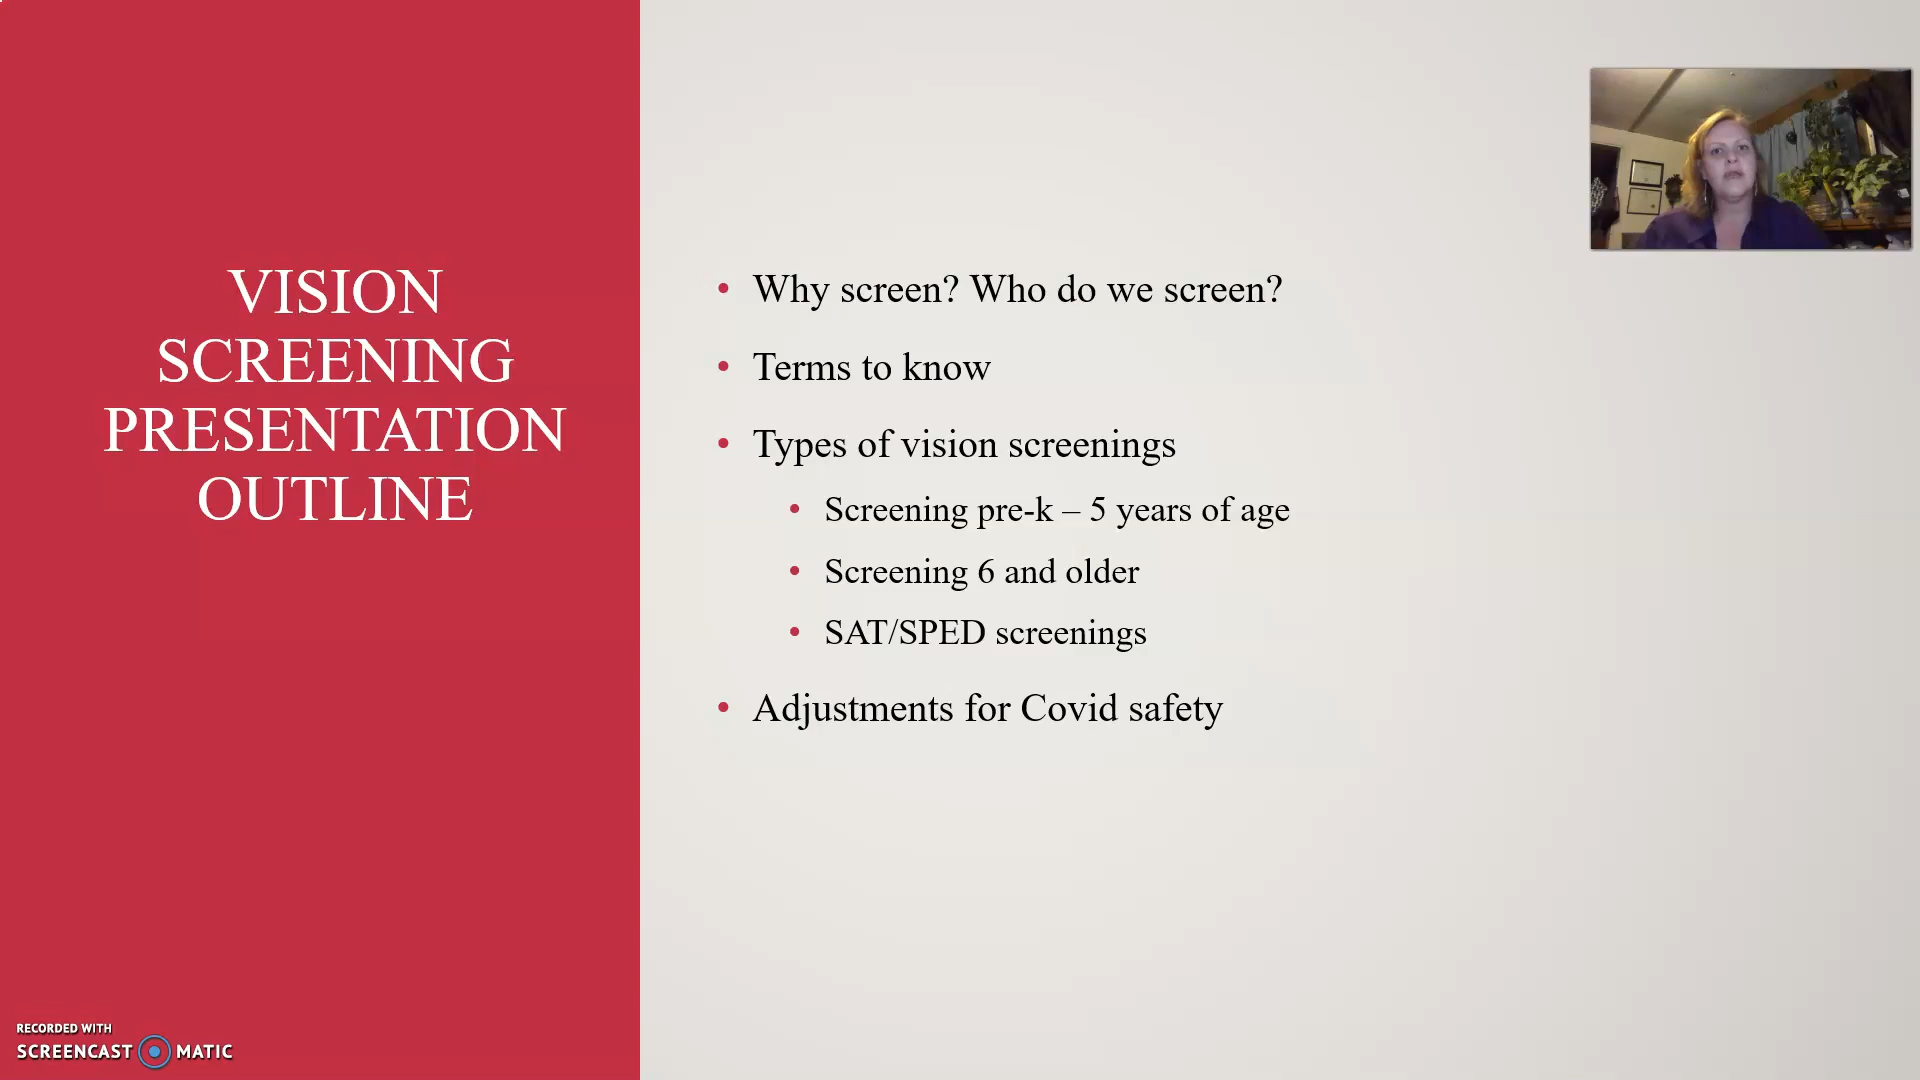 VISION
SCREENING
PRESENTATION
OUTLINE
• Why screen? Who do we screen?
• Terms to know
• Types of vision screenings
• Screening pre-k – 5 years of age
• Screening 6 and older
• SAT/SPED screenings
• Adjustments for Covid safety
RECORDED WITH
SCREENCAST MATIC